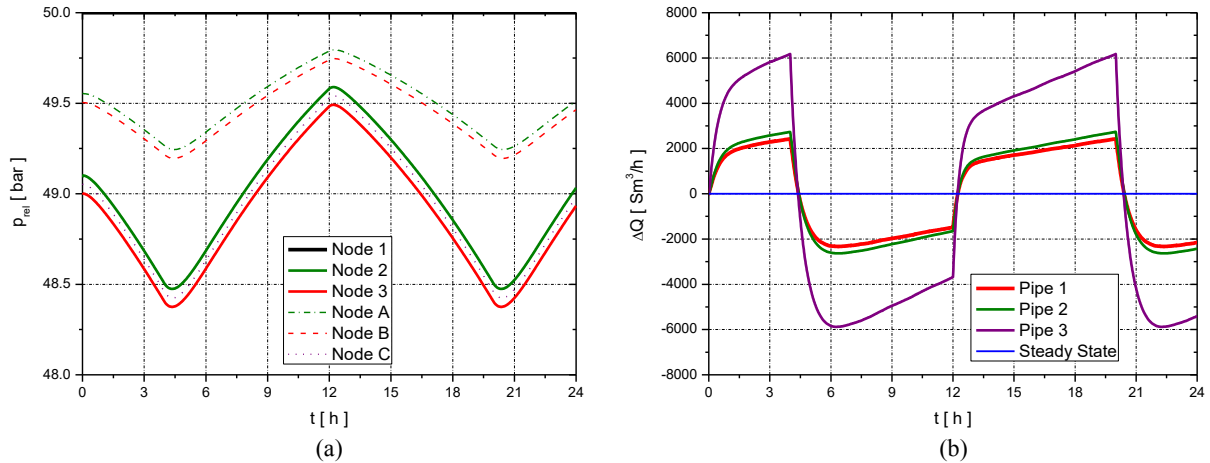 50.0
49.5
49.0
48.5
48.0
p_rel [ bar ]
0 3 6 9 12 15 18 21 24
t [ h ]
Node 1
Node 2
Node 3
Node A
Node B
Node C
(a)
8000
6000
4000
2000
0
-2000
-4000
-6000
-8000
ΔQ [ Sm³/h ]
0 3 6 9 12 15 18 21 24
t [ h ]
Pipe 1
Pipe 2
Pipe 3
Steady State
(b)